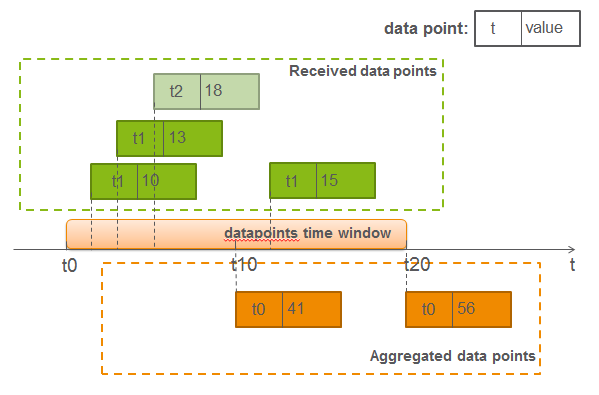 data point: t value
Received data points
t2 18
t1 13
t1 10
t1 15
datapoints time window
t0 t10 t20 t
t0 41
t0 56
Aggregated data points